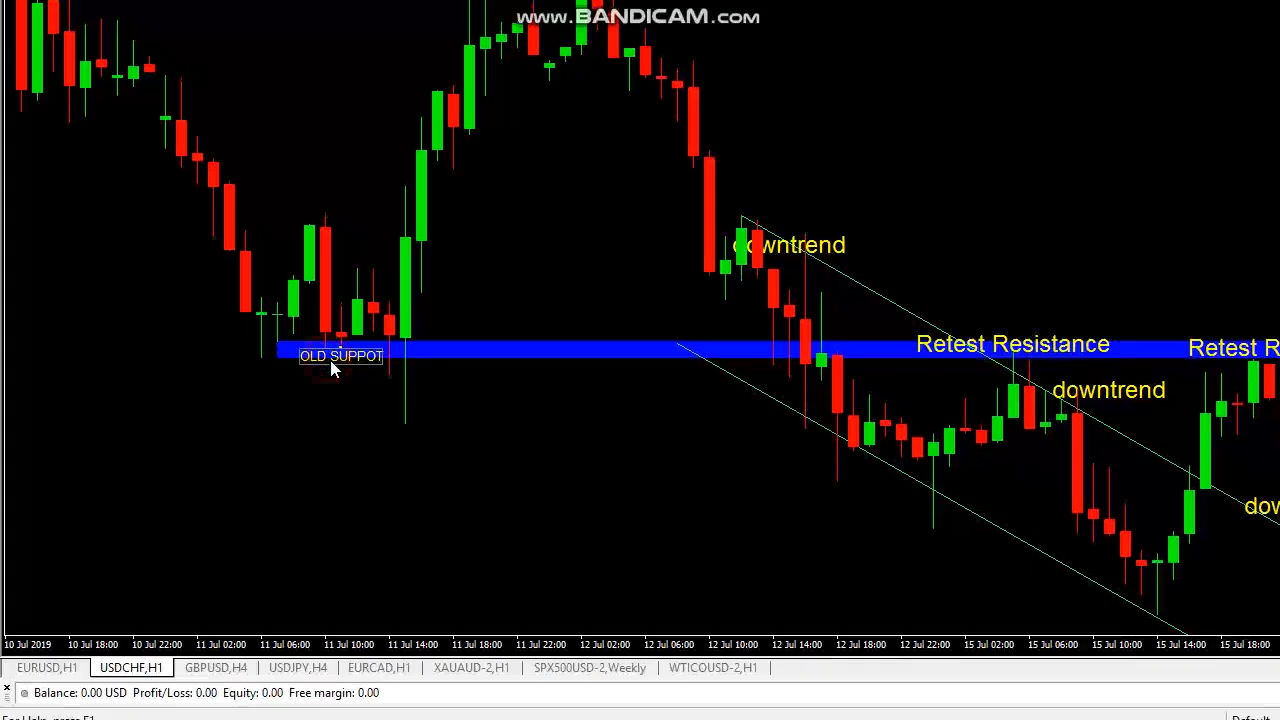 www.BANDICAM.com
downtrend
Retest Resistance
Retest R
OLD SUPPOT
downtrend
dow
10 Jul 2019 10 Jul 18:00 10 Jul 22:00 11 Jul 02:00 11 Jul 06:00 11 Jul 10:00 11 Jul 14:00 11 Jul 22:00 12 Jul 02:00 12 Jul 06:00 12 Jul 10:00 12 Jul 14:00 12 Jul 18:00 12 Jul 22:00 15 Jul 02:00 15 Jul 06:00 15 Jul 10:00 15 Jul 14:00 15 Jul 18:00
EURUSD,H1 USDCHF,H1 GBPUSD,H4 USDJPY,H4 EURCAD,H1 XAUAUD-2,H1 SPX500USD-2,Weekly WTICOUSD-2,H1
Balance: 0.00 USD Profit/Loss: 0.00 Equity: 0.00 Free margin: 0.00
For Help, press F1 Default